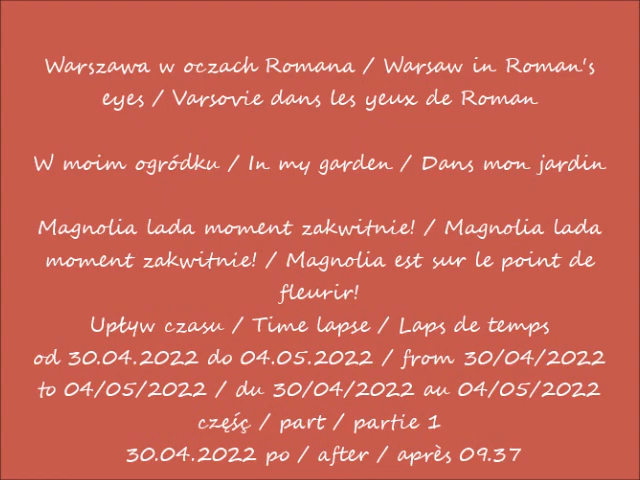 Warszawa w oczach Romana / Warsaw in Roman's
eyes / Varsovie dans les yeux de Roman
W moim ogródku / In my garden / Dans mon jardin
Magnolia lada moment zakwitnie! / Magnolia lada
moment zakwitnie! / Magnolia est sur le point de
fleurir!
Upływ czasu / Time lapse / Laps de temps
od 30.04.2022 do 04.05.2022 / from 30/04/2022
to 04/05/2022 / du 30/04/2022 au 04/05/2022
częśç / part / partie 1
30.04.2022 po / after / après 09.37